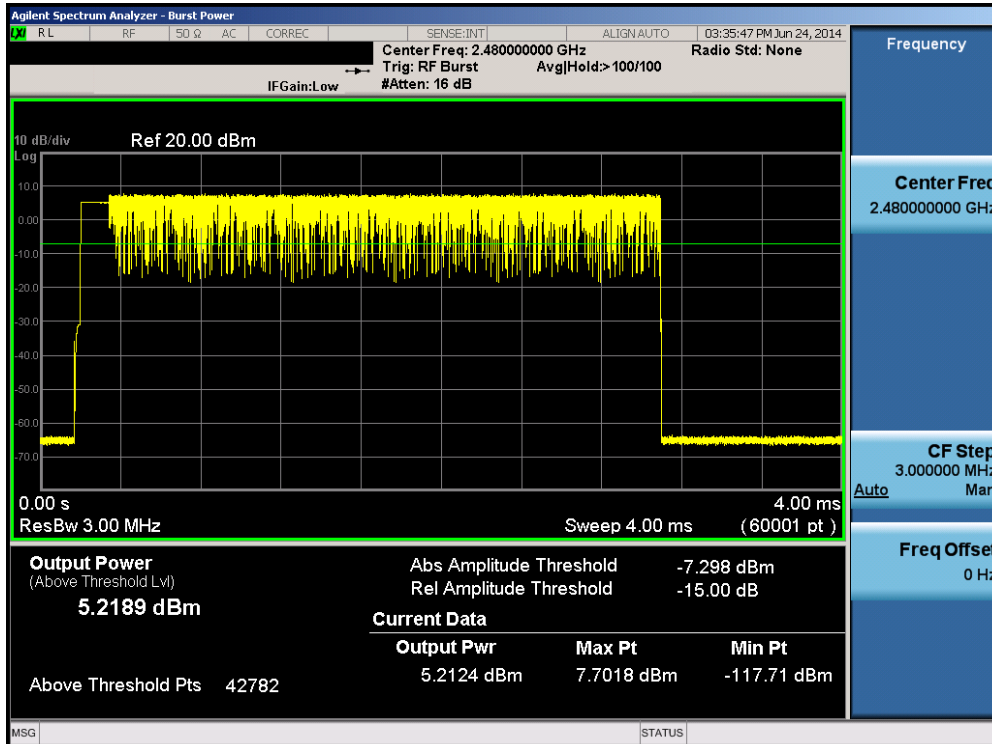 Agilent Spectrum Analyzer - Burst Power
LXI RL RF 50 Ω AC CORREC SENSE:INT ALIGN AUTO 03:35:47 PM Jun 24, 2014
Center Freq: 2.480000000 GHz Radio Std: None
Trig: RF Burst Avg|Hold:>100/100
IFGain:Low #Atten: 16 dB
10 dB/div Ref 20.00 dBm
Log
10.0
0.00
-10.0
-20.0
-30.0
-40.0
-50.0
-60.0
-70.0
0.00 s 4.00 ms
ResBw 3.00 MHz Sweep 4.00 ms (60001 pt )
Output Power
(Above Threshold Lvl)
5.2189 dBm
Above Threshold Pts 42782
Abs Amplitude Threshold -7.298 dBm
Rel Amplitude Threshold -15.00 dB
Current Data
Output Pwr Max Pt Min Pt
5.2124 dBm 7.7018 dBm -117.71 dBm
MSG STATUS
Frequency
Center Freq
2.480000000 GHz
CF Step
3.000000 MHz
Auto Man
Freq Offset
0 Hz